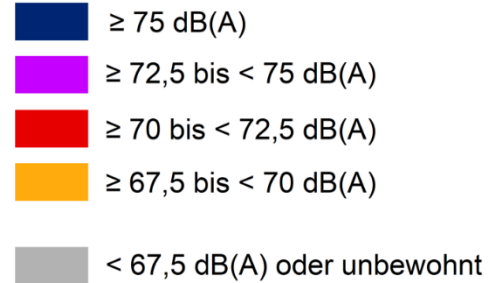 ≥ 75 dB(A)
≥ 72,5 bis < 75 dB(A)
≥ 70 bis < 72,5 dB(A)
≥ 67,5 bis < 70 dB(A)
< 67,5 dB(A) oder unbewohnt